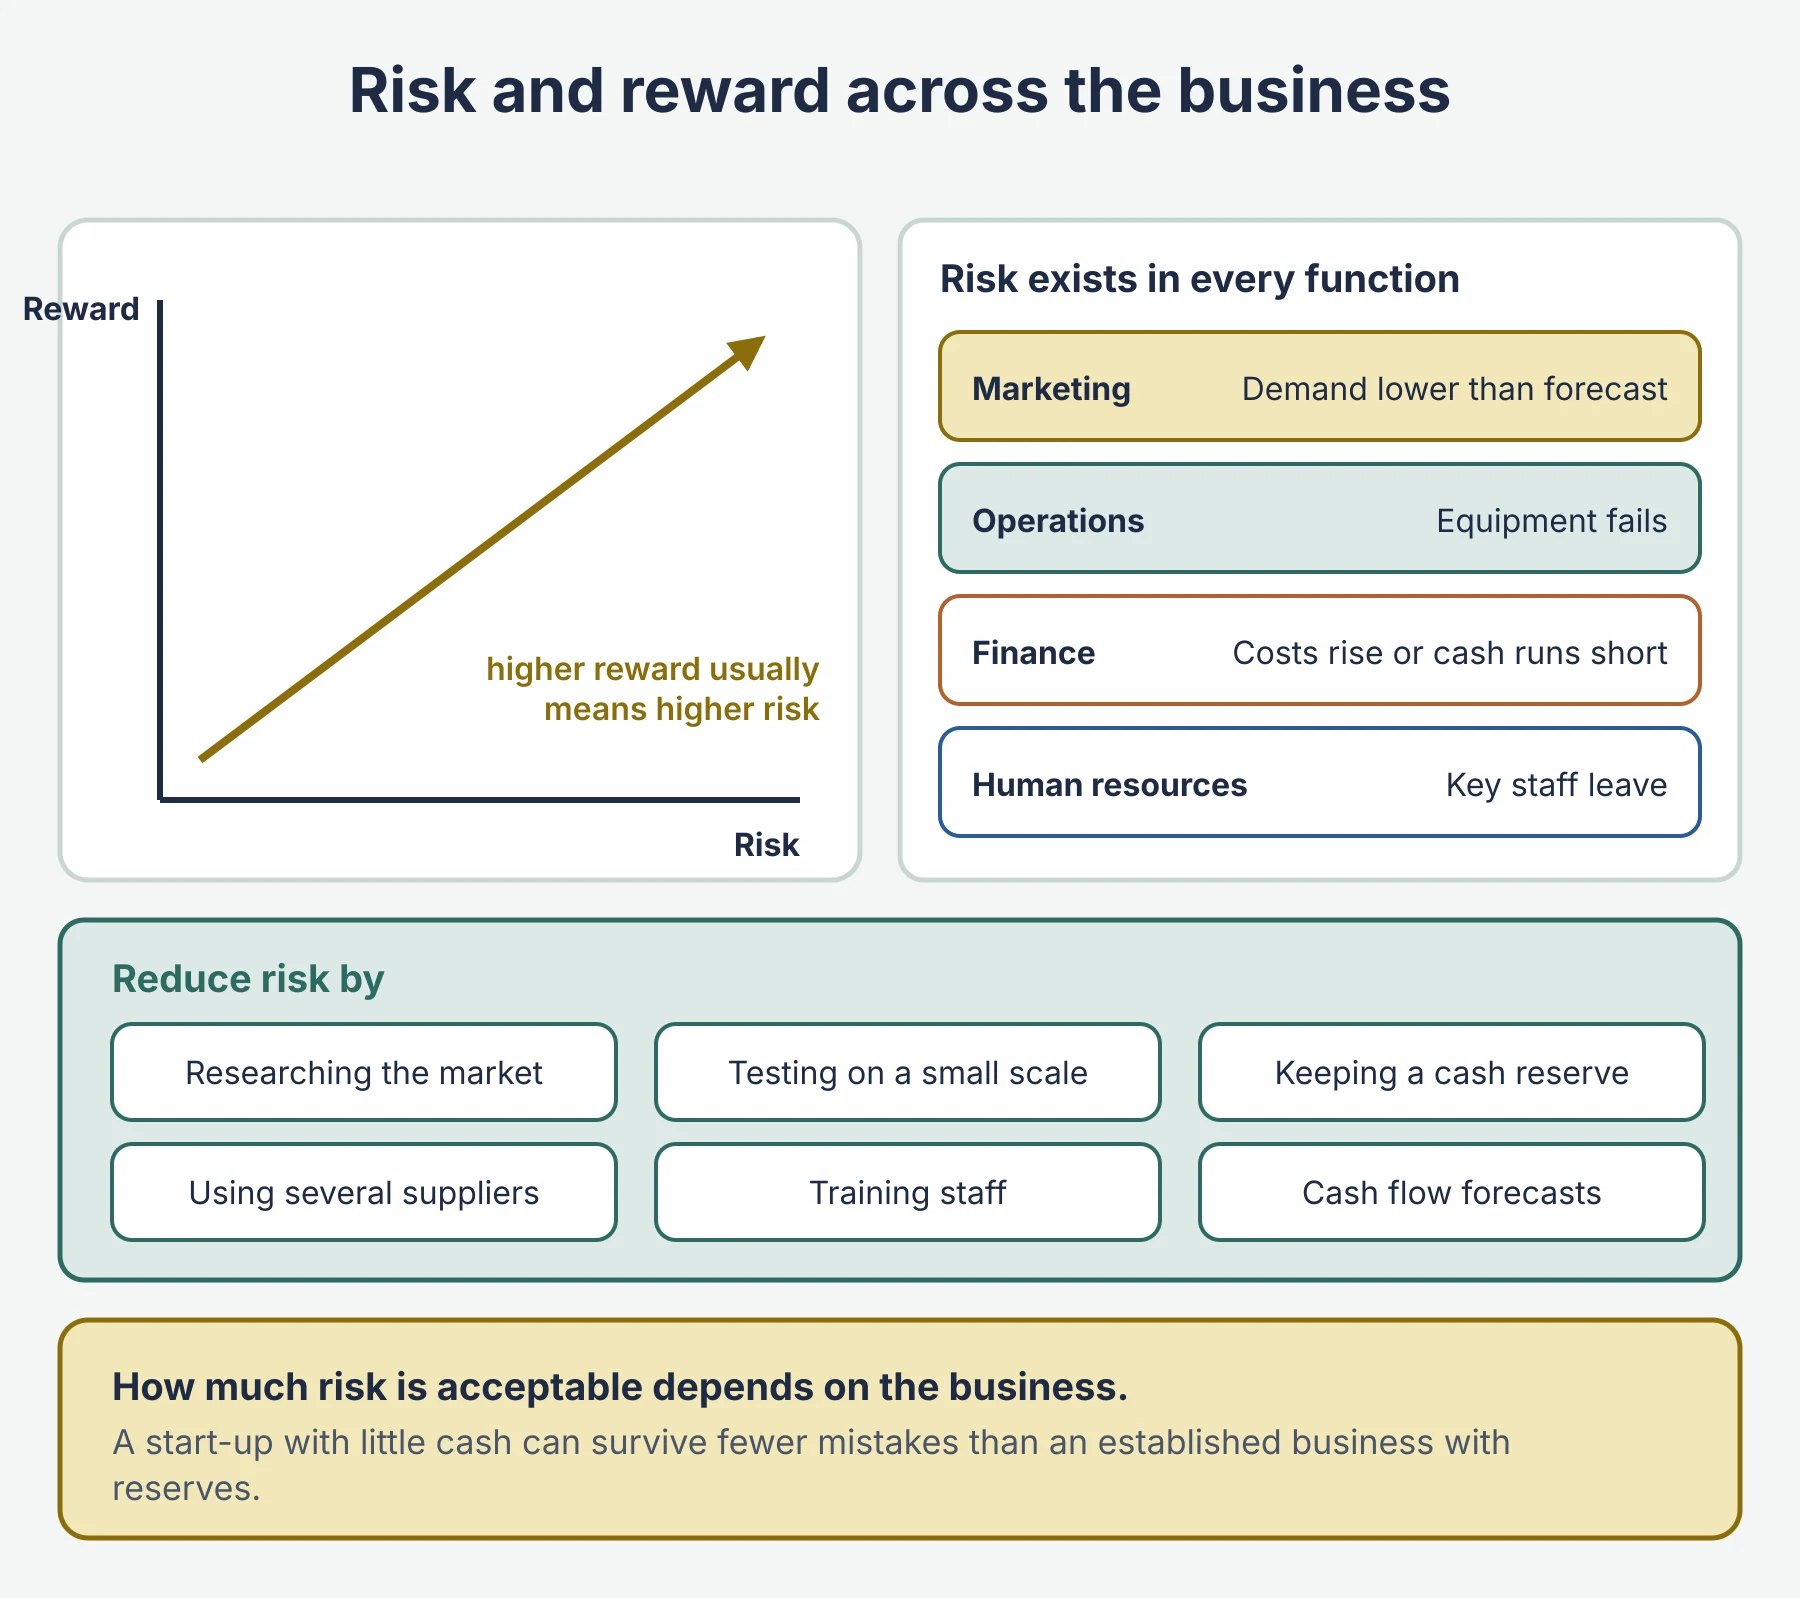 Risk and reward across the business
Reward
higher reward usually
means higher risk
Risk
Risk exists in every function
Marketing Demand lower than forecast
Operations Equipment fails
Finance Costs rise or cash runs short
Human resources Key staff leave
Reduce risk by
Researching the market
Testing on a small scale
Keeping a cash reserve
Using several suppliers
Training staff
Cash flow forecasts
How much risk is acceptable depends on the business.
A start-up with little cash can survive fewer mistakes than an established business with
reserves.